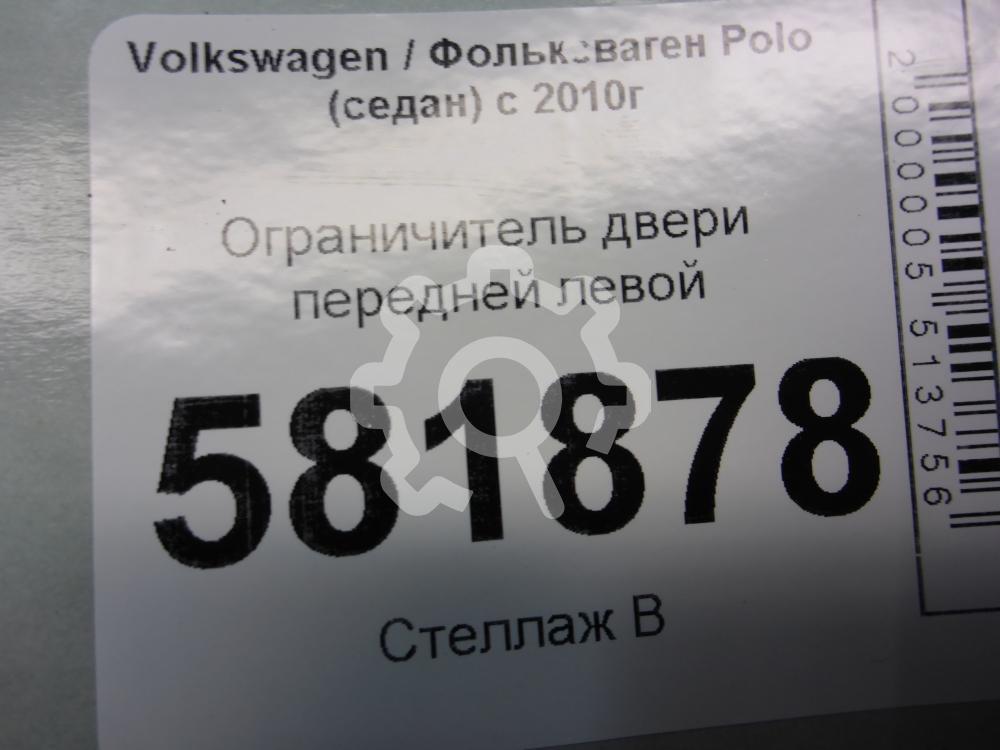 Volkswagen / Фольксваген Polo
(седан) с 2010г
Ограничитель двери
передней левой
581878
Стеллаж В
2000005513756